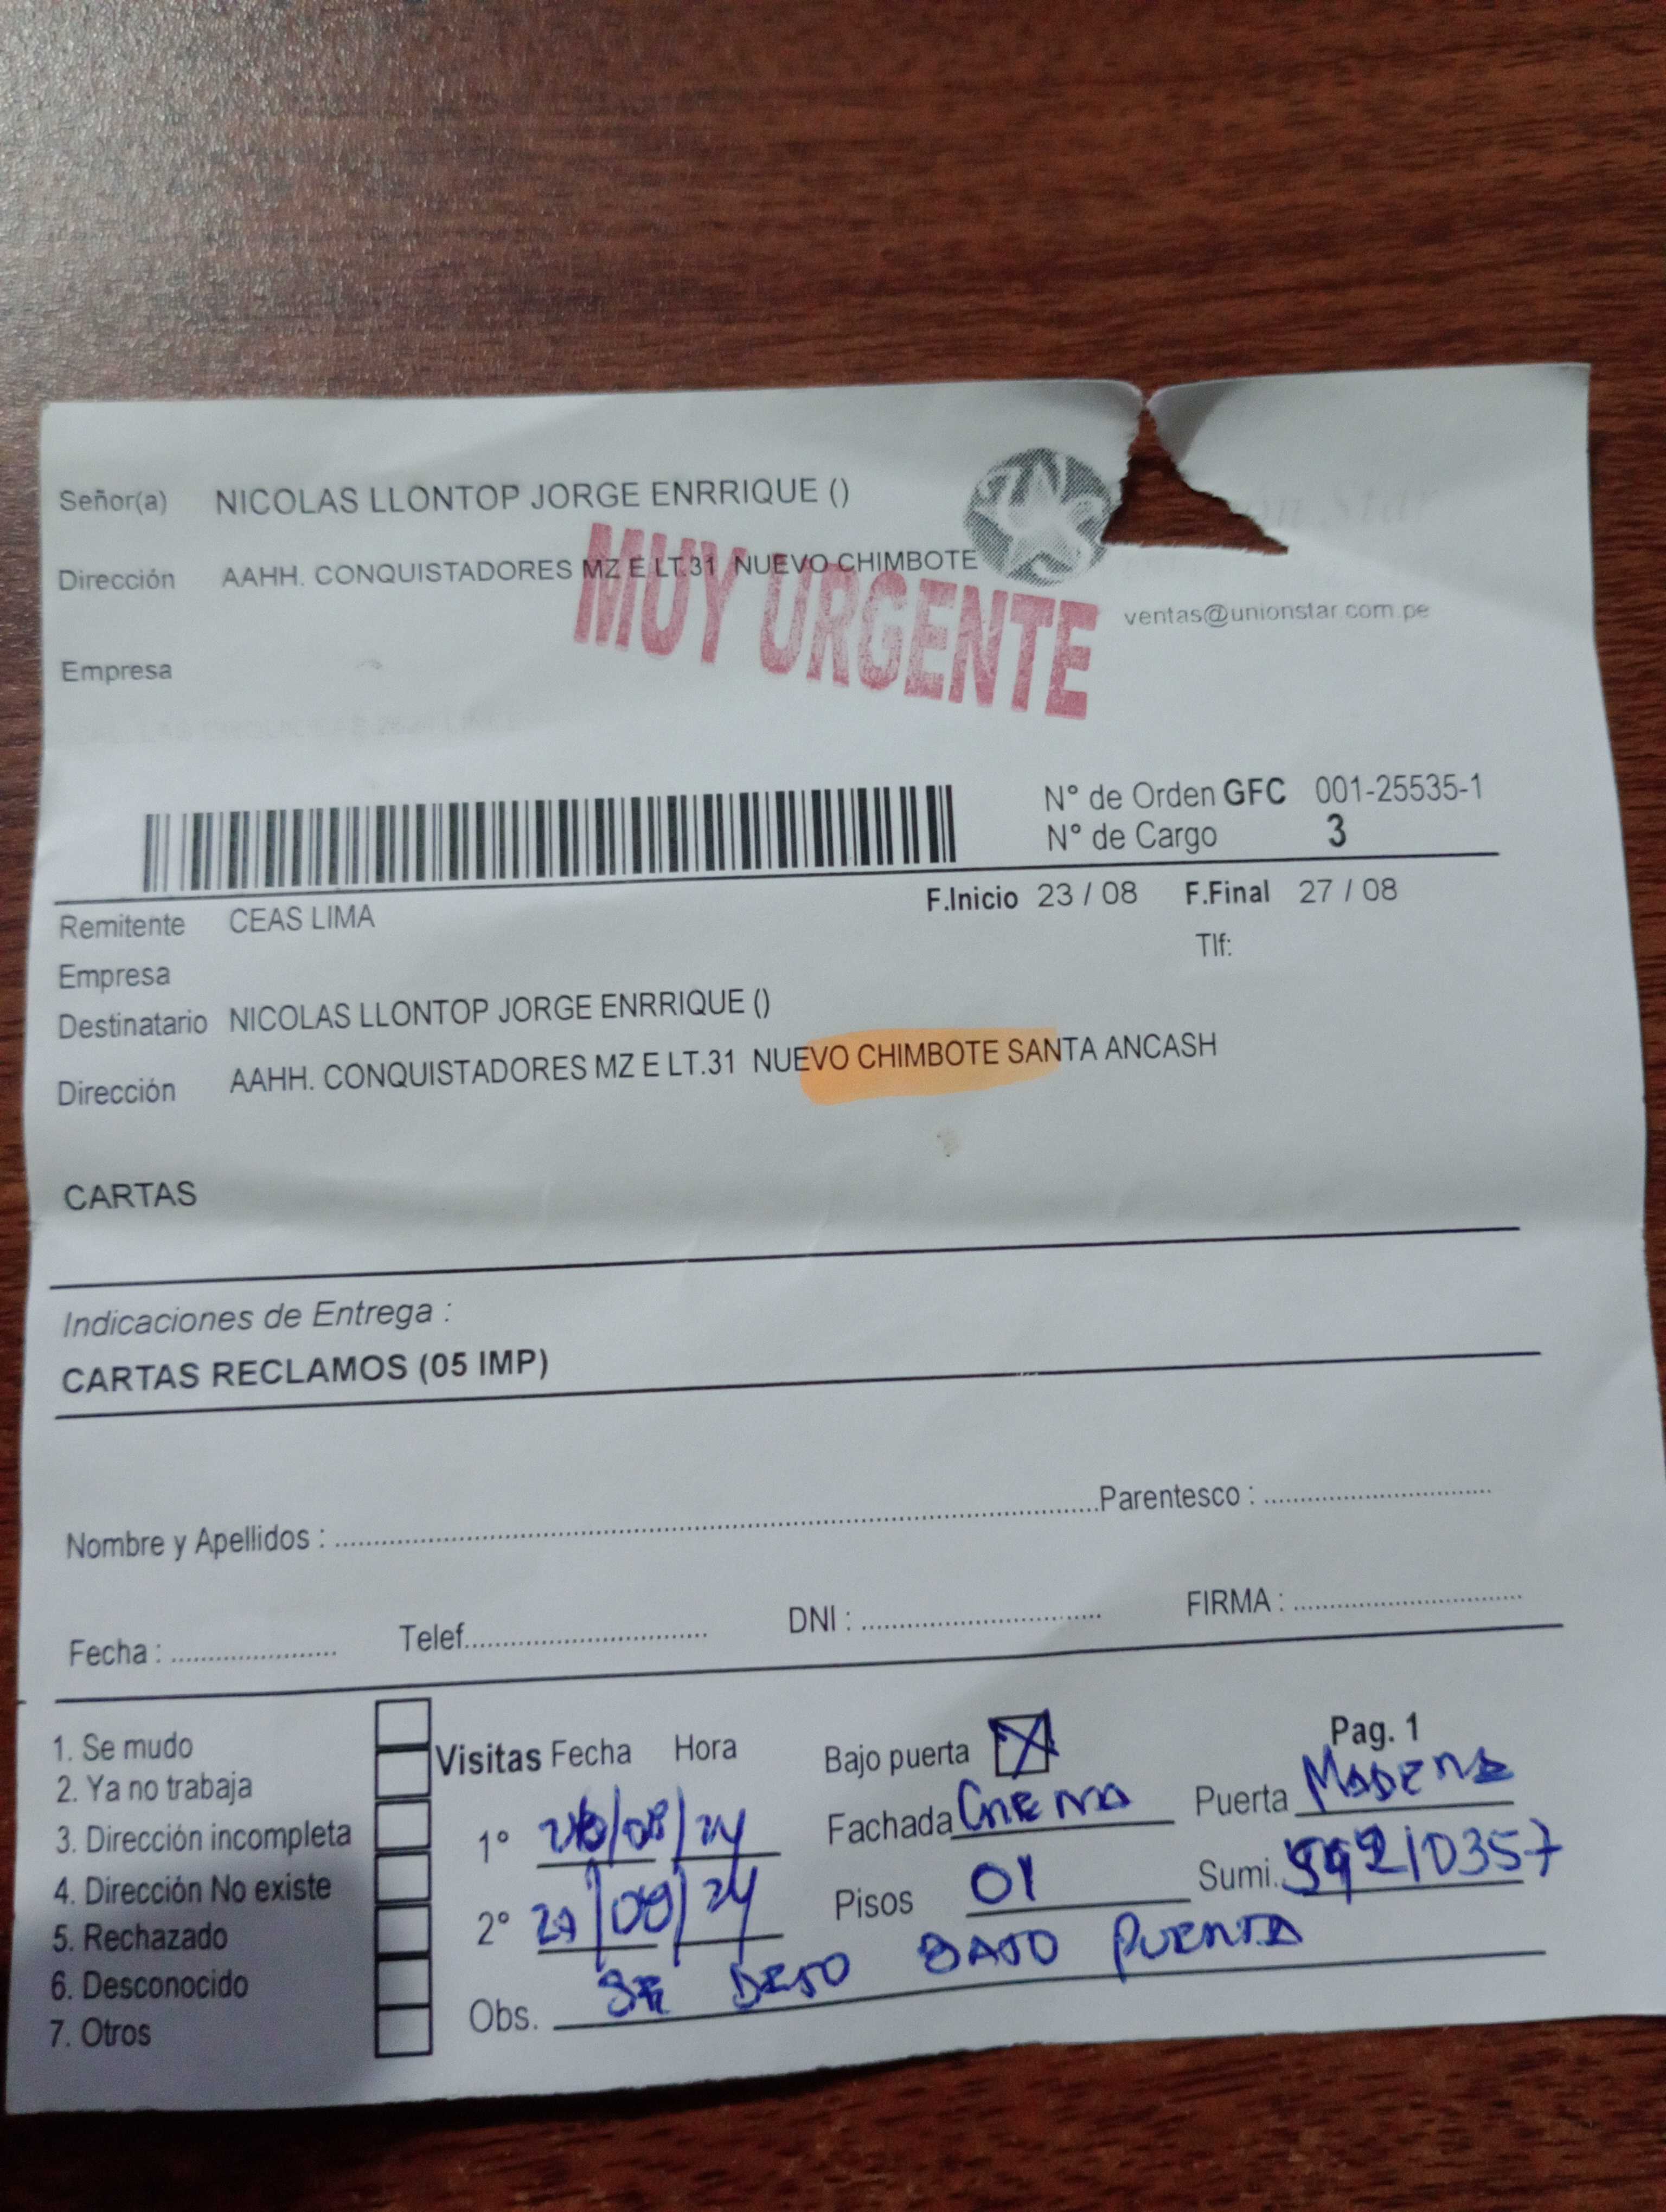 Señor(a) NICOLAS LLONTOP JORGE ENRRIQUE ()
Dirección AAHH. CONQUISTADORES MZ E LT.31 NUEVO CHIMBOTE
MUY URGENTE
ventas@unionstar.com.pe
Empresa
N° de Orden GFC 001-25535-1
N° de Cargo 3
Remitente CEAS LIMA F.Inicio 23 / 08 F.Final 27 / 08
Tlf:
Empresa
Destinatario NICOLAS LLONTOP JORGE ENRRIQUE ()
Dirección AAHH. CONQUISTADORES MZ E LT.31 NUEVO CHIMBOTE SANTA ANCASH
CARTAS
Indicaciones de Entrega :
CARTAS RECLAMOS (05 IMP)
Nombre y Apellidos : Parentesco :
Fecha : Telef. DNI : FIRMA :
1. Se mudo
2. Ya no trabaja
3. Dirección incompleta
4. Dirección No existe
5. Rechazado
6. Desconocido
7. Otros
Visitas Fecha Hora
1° 26/08/24
2° 27/08/24
Bajo puerta X Pag. 1
Fachada CREMA Puerta MADERA
Pisos 01 Sumi. 59210357
Obs. SE DEJO BAJO PUERTA